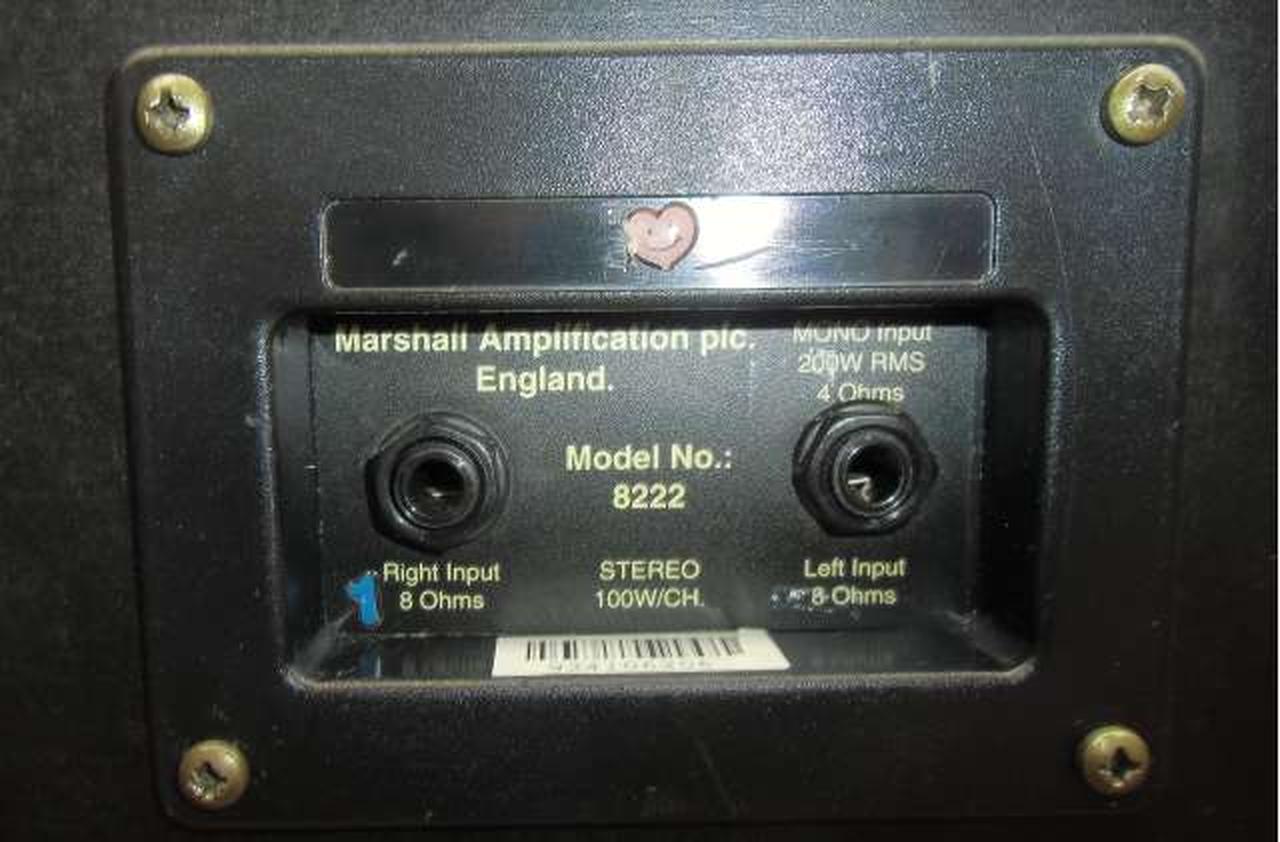 Marshall Amplification plc.
England.
MONO Input
200W RMS
4 Ohms
Model No.:
8222
Right Input
8 Ohms
STEREO
100W/CH.
Left Input
8 Ohms
1